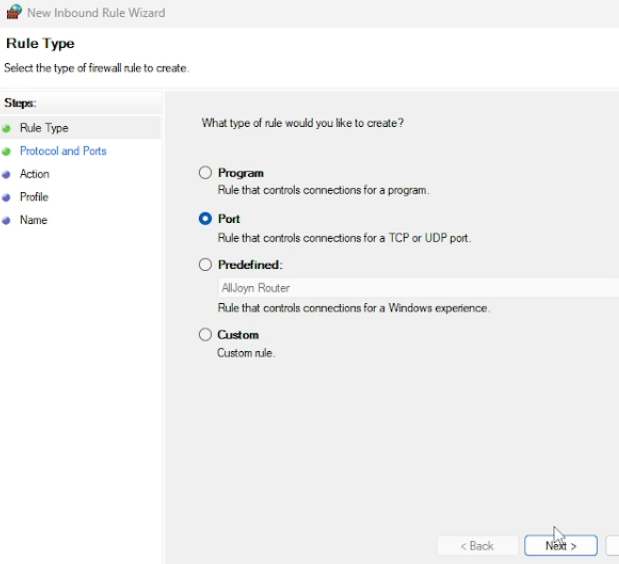 New Inbound Rule Wizard
Rule Type
Select the type of firewall rule to create.
Steps:
Rule Type
Protocol and Ports
Action
Profile
Name
What type of rule would you like to create?
Program
Rule that controls connections for a program.
Port
Rule that controls connections for a TCP or UDP port.
Predefined:
AllJoyn Router
Rule that controls connections for a Windows experience.
Custom
Custom rule.
< Back
Next >